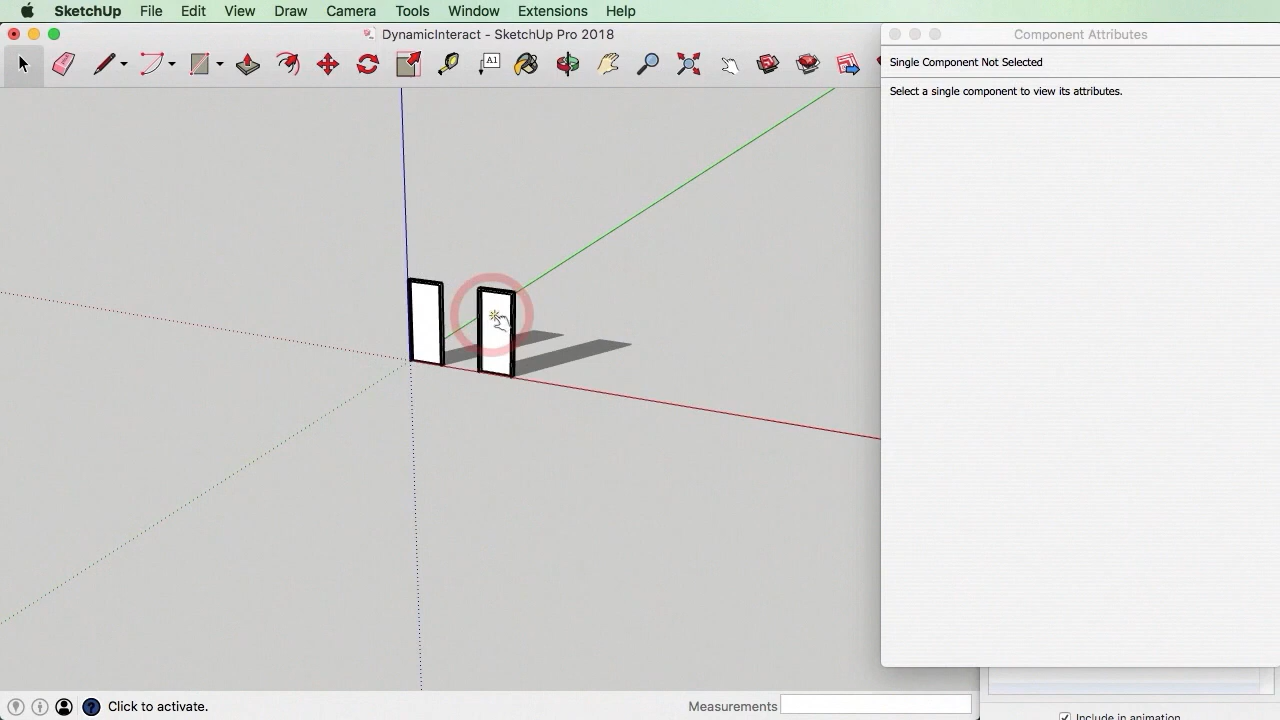 SketchUp File Edit View Draw Camera Tools Window Extensions Help
DynamicInteract - SketchUp Pro 2018
Component Attributes
A1
Single Component Not Selected
Select a single component to view its attributes.
? Click to activate.
Measurements
Include in animation